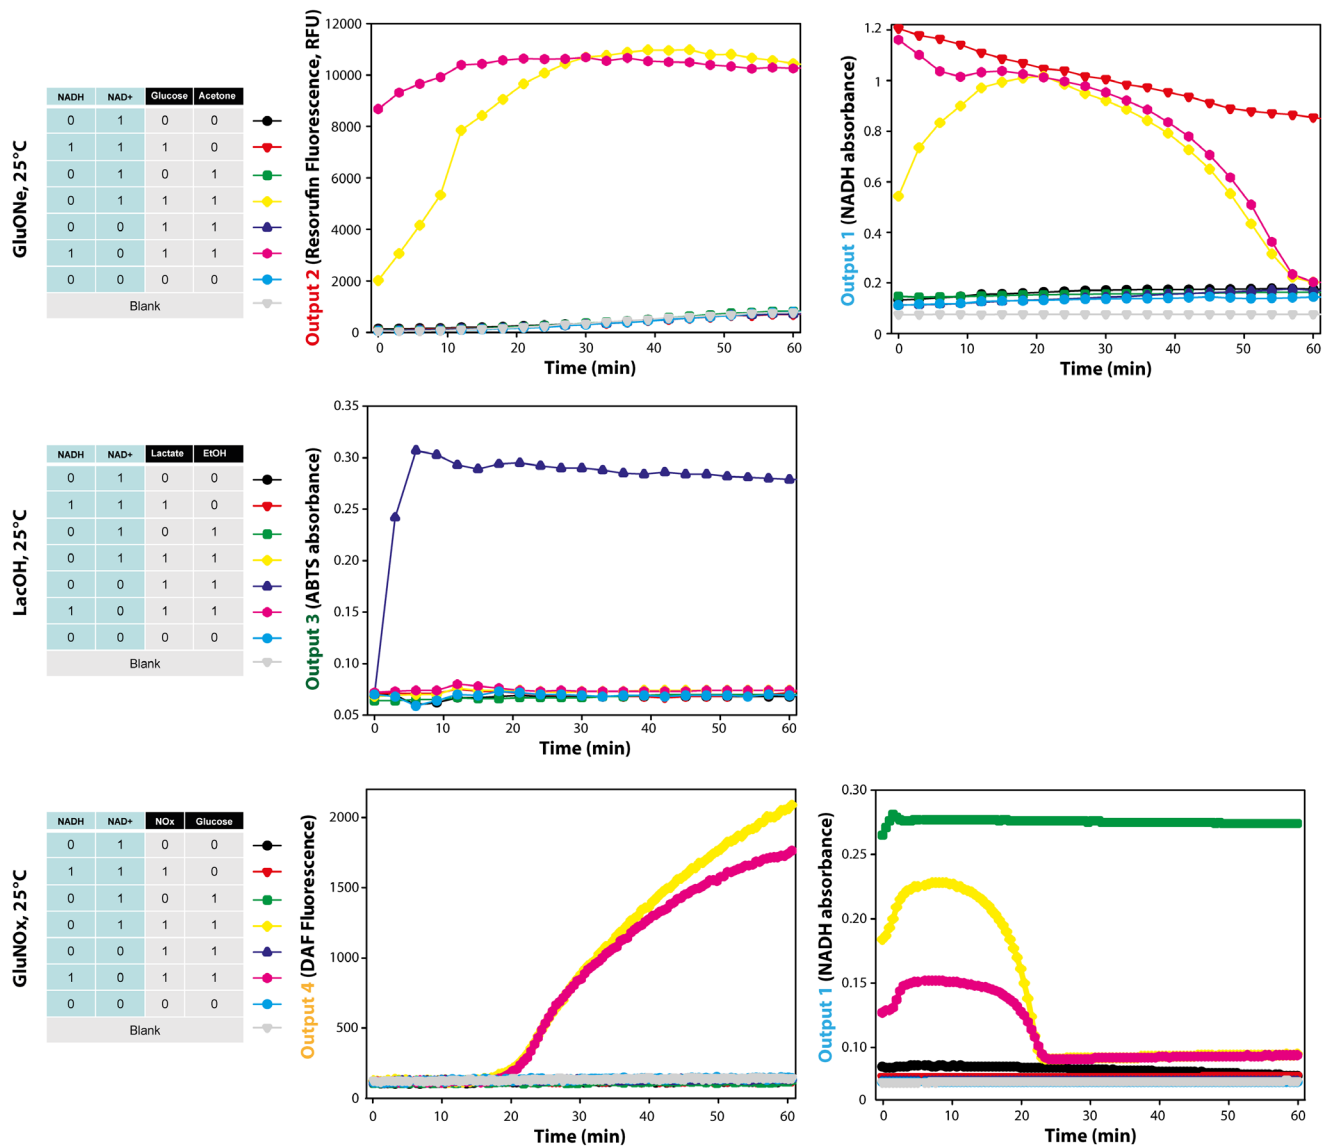 GluONe, 25°C
NADH NAD+ Glucose Acetone
0 1 0 0
1 1 1 0
0 1 0 1
0 1 1 1
0 0 1 1
1 0 1 1
0 0 0 0
Blank
Output 2 (Resorufin Fluorescence, RFU)
12000
10000
8000
6000
4000
2000
0
0 10 20 30 40 50 60
Time (min)
Output 1 (NADH absorbance)
1.2
1
0.8
0.6
0.4
0.2
0
0 10 20 30 40 50 60
Time (min)
LacOH, 25°C
NADH NAD+ Lactate EtOH
0 1 0 0
1 1 1 0
0 1 0 1
0 1 1 1
0 0 1 1
1 0 1 1
0 0 0 0
Blank
Output 3 (ABTS absorbance)
0.35
0.30
0.25
0.20
0.15
0.10
0.05
0 10 20 30 40 50 60
Time (min)
GluNOx, 25°C
NADH NAD+ NOx Glucose
0 1 0 0
1 1 1 0
0 1 0 1
0 1 1 1
0 0 1 1
1 0 1 1
0 0 0 0
Blank
Output 4 (DAF Fluorescence)
2000
1500
1000
500
0
0 10 20 30 40 50 60
Time (min)
Output 1 (NADH absorbance)
0.30
0.25
0.20
0.15
0.10
0
0 10 20 30 40 50 60
Time (min)